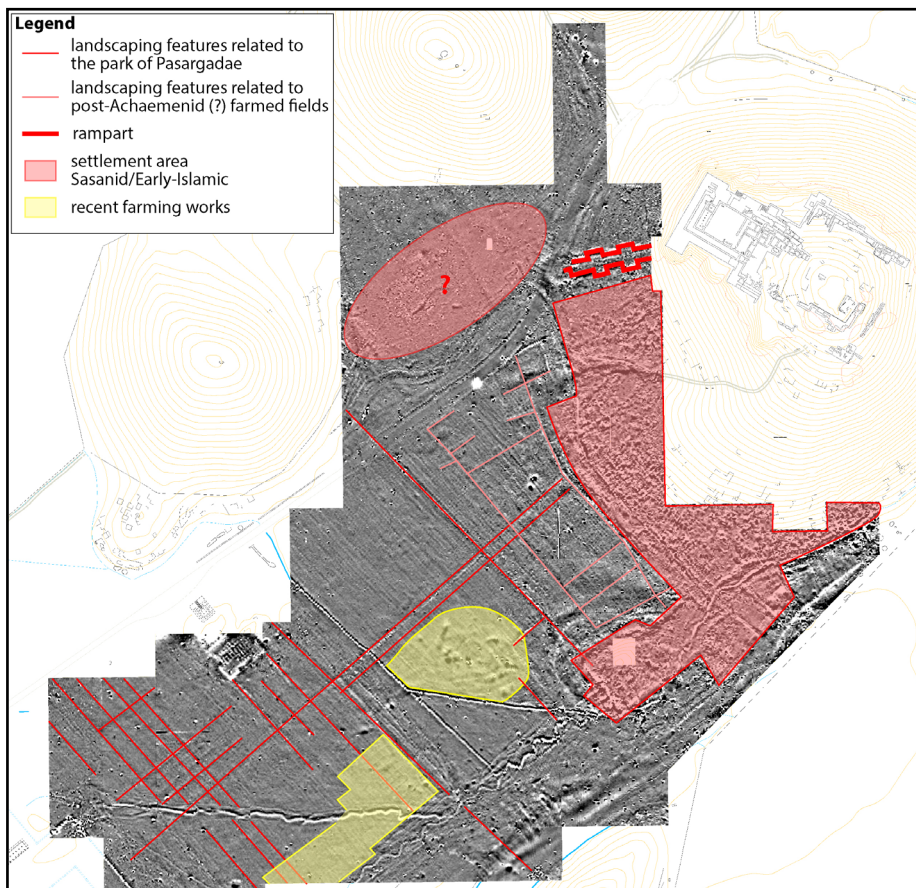 Legend
landscaping features related to
the park of Pasargadae
landscaping features related to
post-Achaemenid (?) farmed fields
rampart
settlement area
Sasanid/Early-Islamic
recent farming works
?